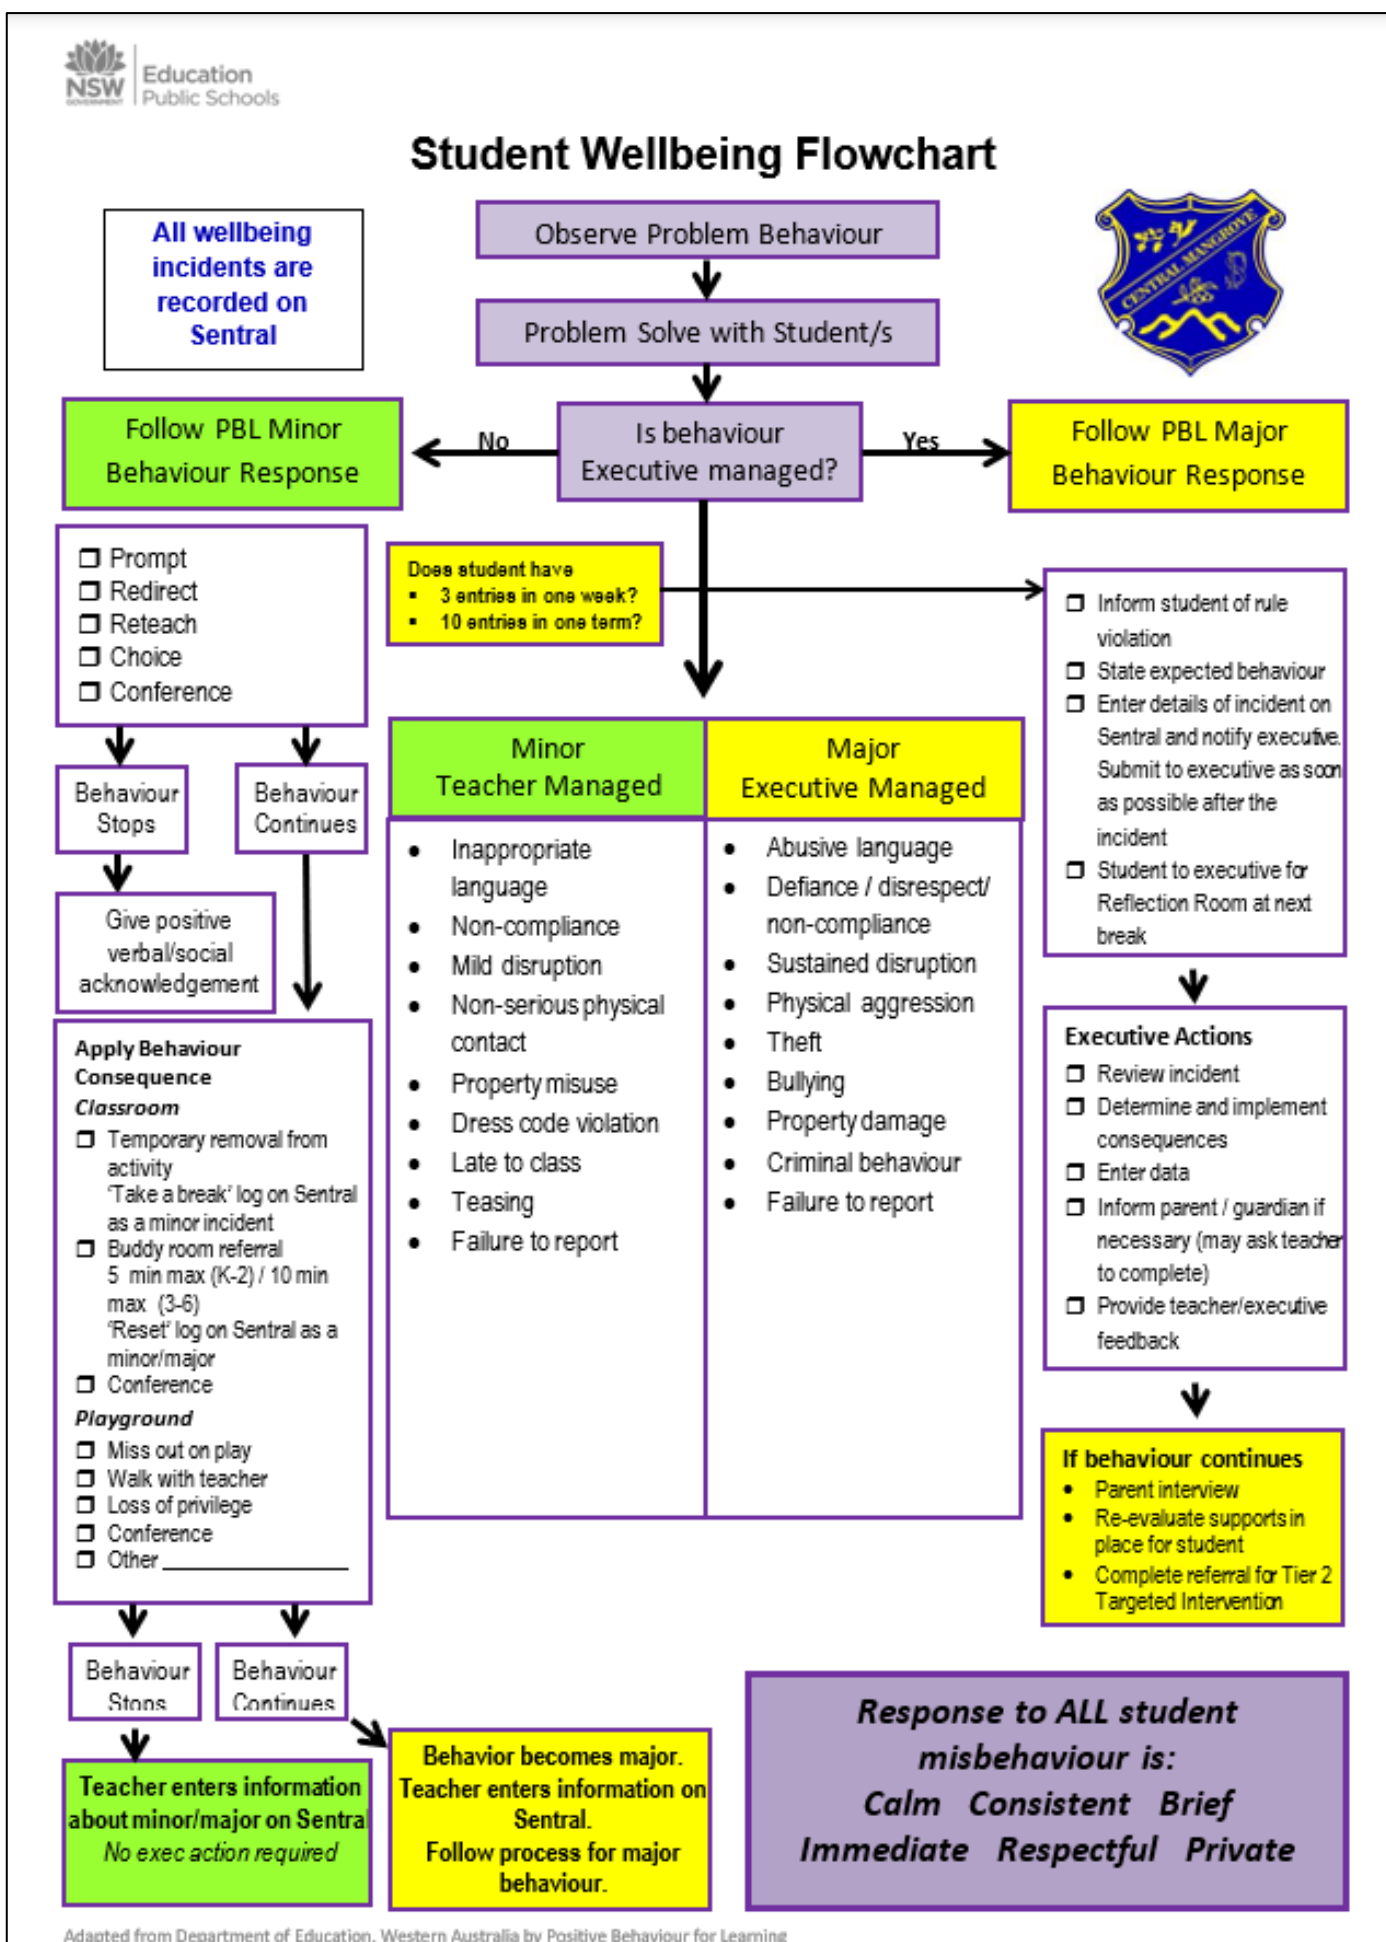 NSW
GOVERNMENT
Education
Public Schools
Student Wellbeing Flowchart
All wellbeing
incidents are
recorded on
Sentral
Observe Problem Behaviour
Problem Solve with Student/s
CENTRAL MANGROVE
Follow PBL Minor
Behaviour Response
No
Is behaviour
Executive managed?
Yes
Follow PBL Major
Behaviour Response
Prompt
Redirect
Reteach
Choice
Conference
Does student have
▪ 3 entries in one week?
▪ 10 entries in one term?
Inform student of rule
violation
State expected behaviour
Enter details of incident on
Sentral and notify executive.
Submit to executive as soon
as possible after the
incident
Student to executive for
Reflection Room at next
break
Behaviour
Stops
Behaviour
Continues
Give positive
verbal/social
acknowledgement
Minor
Teacher Managed
Major
Executive Managed
• Inappropriate
language
• Non-compliance
• Mild disruption
• Non-serious physical
contact
• Property misuse
• Dress code violation
• Late to class
• Teasing
• Failure to report
• Abusive language
• Defiance / disrespect/
non-compliance
• Sustained disruption
• Physical aggression
• Theft
• Bullying
• Property damage
• Criminal behaviour
• Failure to report
Executive Actions
Review incident
Determine and implement
consequences
Enter data
Inform parent / guardian if
necessary (may ask teacher
to complete)
Provide teacher/executive
feedback
Apply Behaviour
Consequence
Classroom
Temporary removal from
activity
‘Take a break’ log on Sentral
as a minor incident
Buddy room referral
5 min max (K-2) / 10 min
max (3-6)
‘Reset’ log on Sentral as a
minor/major
Conference
Playground
Miss out on play
Walk with teacher
Loss of privilege
Conference
Other _______________
If behaviour continues
• Parent interview
• Re-evaluate supports in
place for student
• Complete referral for Tier 2
Targeted Intervention
Behaviour
Stops
Behaviour
Continues
Teacher enters information
about minor/major on Sentral
No exec action required
Behavior becomes major.
Teacher enters information on
Sentral.
Follow process for major
behaviour.
Response to ALL student
misbehaviour is:
Calm Consistent Brief
Immediate Respectful Private
Adapted from Department of Education, Western Australia by Positive Behaviour for Learning